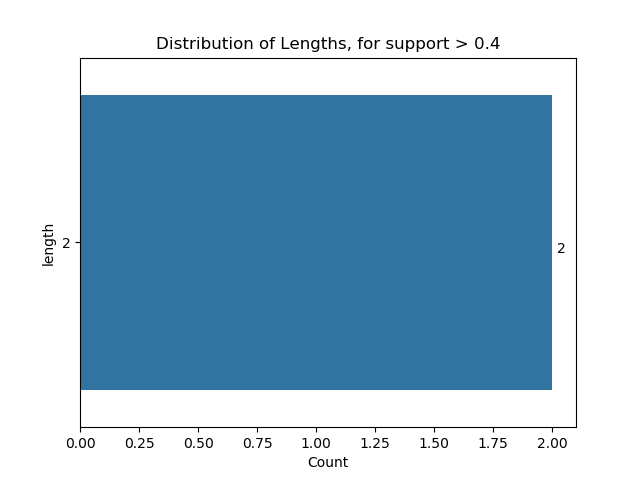 Distribution of Lengths, for support > 0.4
length
2
2
0.00 0.25 0.50 0.75 1.00 1.25 1.50 1.75 2.00
Count